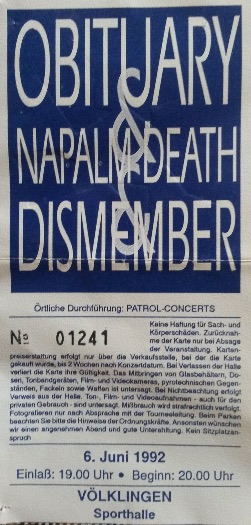 OBITUARY
&
NAPALM DEATH
&
DISMEMBER
Örtliche Durchführung: PATROL-CONCERTS
Nº 01241
Keine Haftung für Sach- und
Körperschäden. Zurücknah-
me der Karte nur bei Absage
der Veranstaltung. Karten-
preiserstattung erfolgt nur über die Verkaufsstelle, bei der die Karte
gekauft wurde, bis 2 Wochen nach Konzertdatum. Bei Verlassen der Halle
verliert die Karte ihre Gültigkeit. Das Mitbringen von Glasbehältern, Do-
sen, Tonbandgeräten, Film- und Videokameras, pyrotechnischen Gegen-
ständen, Fackeln sowie Waffen ist untersagt. Bei Nichtbeachtung erfolgt
Verweis aus der Halle. Ton-, Film- und Videoaufnahmen - auch für den
privaten Gebrauch - sind untersagt. Mißbrauch wird strafrechtlich verfolgt.
Fotografieren nur nach Absprache mit der Tourneeleitung. Beim Parken
beachten Sie bitte die Hinweise der Ordnungskräfte. Ansonsten wünschen
wir einen angenehmen Abend und gute Unterhaltung. Kein Sitzplatzan-
spruch
6. Juni 1992
Einlaß: 19.00 Uhr • Beginn: 20.00 Uhr
VÖLKLINGEN
Sporthalle